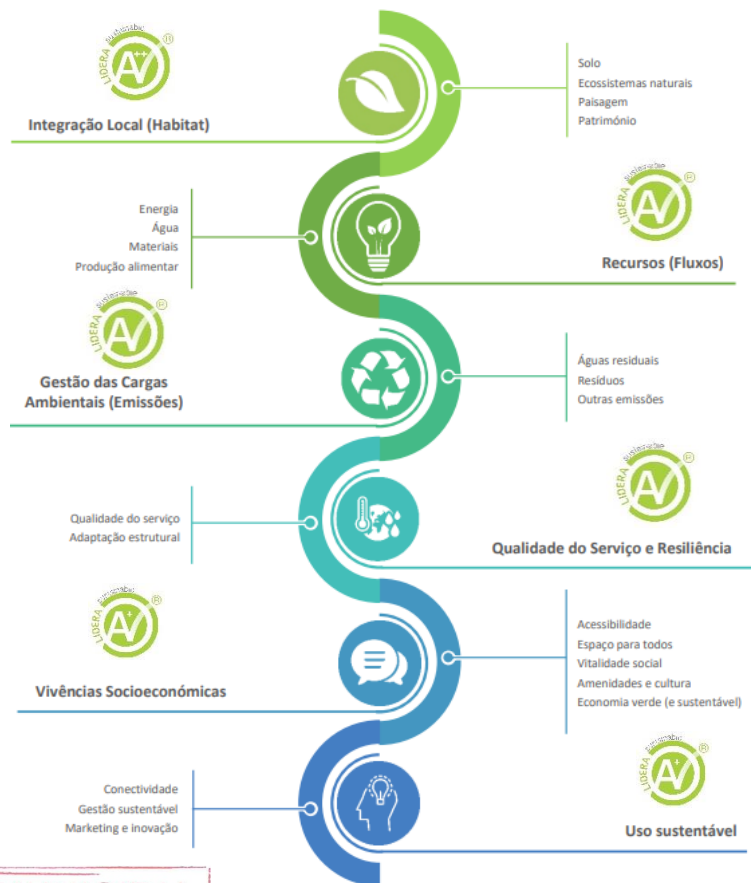 sustentável
LIDERA
A++
®
Integração Local (Habitat)
Solo
Ecossistemas naturais
Paisagem
Património
Energia
Água
Materiais
Produção alimentar
LIDERA
A
®
Recursos (Fluxos)
LIDERA
A
®
Gestão das Cargas
Ambientais (Emissões)
Águas residuais
Resíduos
Outras emissões
Qualidade do serviço
Adaptação estrutural
LIDERA
A
®
Qualidade do Serviço e Resiliência
LIDERA
A+
®
Vivências Socioeconómicas
Acessibilidade
Espaço para todos
Vitalidade social
Amenidades e cultura
Economia verde (e sustentável)
Conectividade
Gestão sustentável
Marketing e inovação
LIDERA
A+
®
Uso sustentável